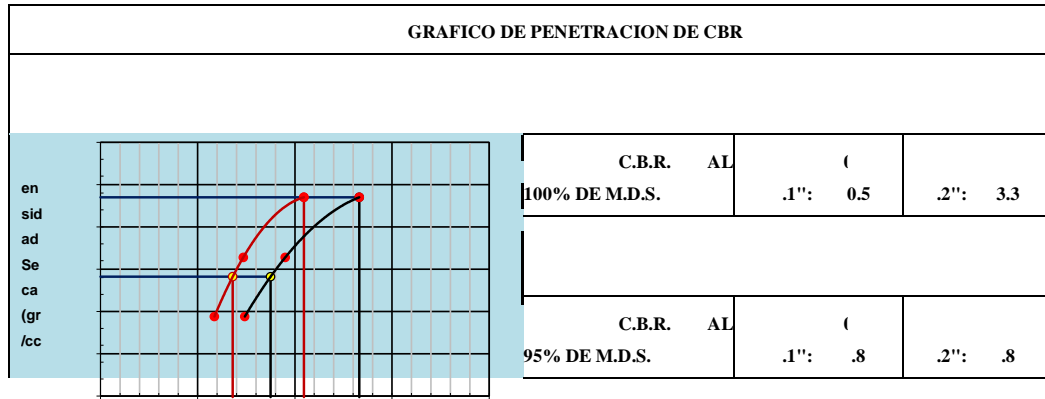 GRAFICO DE PENETRACION DE CBR
en
sid
ad
Se
ca
(gr
/cc
C.B.R. AL
100% DE M.D.S. .1": 0.5 .2": 3.3
C.B.R. AL
95% DE M.D.S. .1": .8 .2": .8